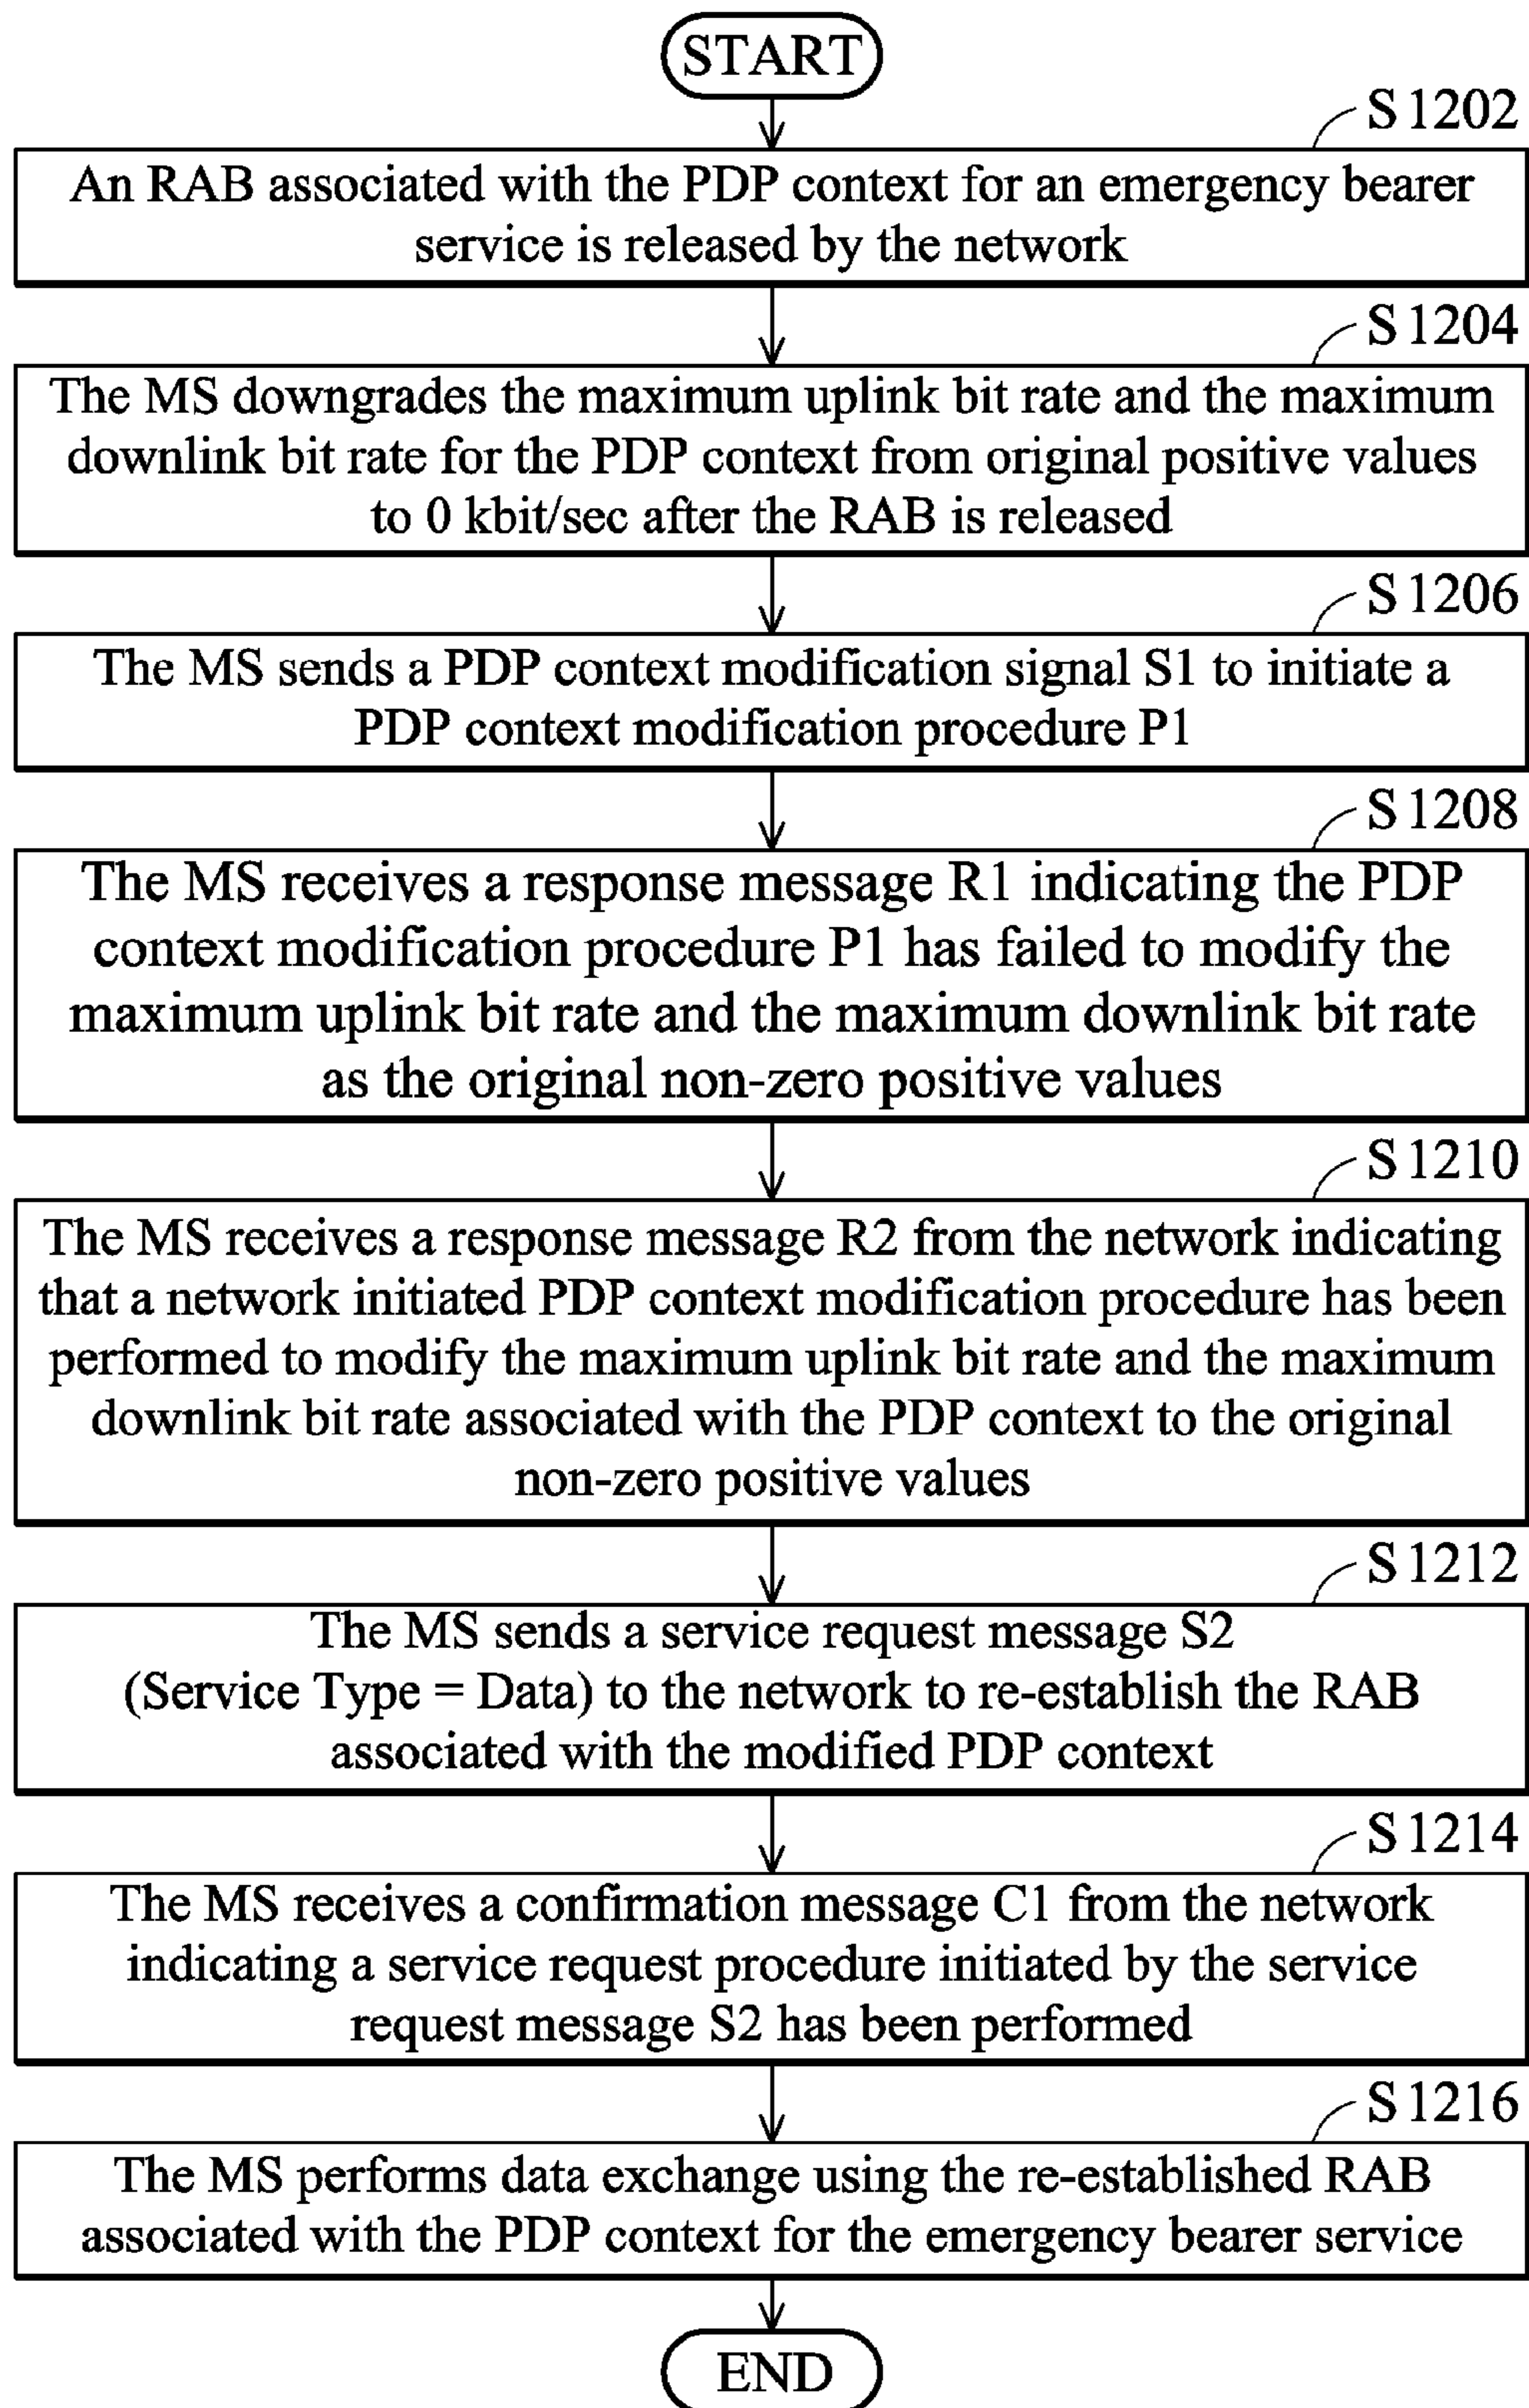 START
S1202
An RAB associated with the PDP context for an emergency bearer
service is released by the network
S1204
The MS downgrades the maximum uplink bit rate and the maximum
downlink bit rate for the PDP context from original positive values
to 0 kbit/sec after the RAB is released
S1206
The MS sends a PDP context modification signal S1 to initiate a
PDP context modification procedure P1
S1208
The MS receives a response message R1 indicating the PDP
context modification procedure P1 has failed to modify the
maximum uplink bit rate and the maximum downlink bit rate
as the original non-zero positive values
S1210
The MS receives a response message R2 from the network indicating
that a network initiated PDP context modification procedure has been
performed to modify the maximum uplink bit rate and the maximum
downlink bit rate associated with the PDP context to the original
non-zero positive values
S1212
The MS sends a service request message S2
(Service Type = Data) to the network to re-establish the RAB
associated with the modified PDP context
S1214
The MS receives a confirmation message C1 from the network
indicating a service request procedure initiated by the service
request message S2 has been performed
S1216
The MS performs data exchange using the re-established RAB
associated with the PDP context for the emergency bearer service
END